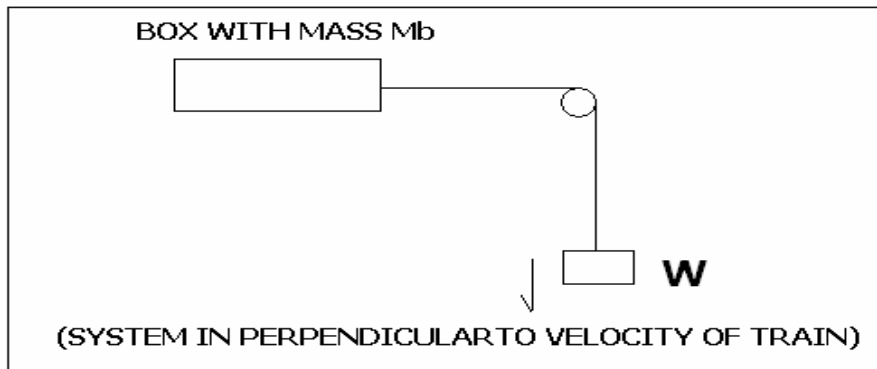 BOX WITH MASS Mb
W
(SYSTEM IN PERPENDICULARTO VELOCITY OF TRAIN)